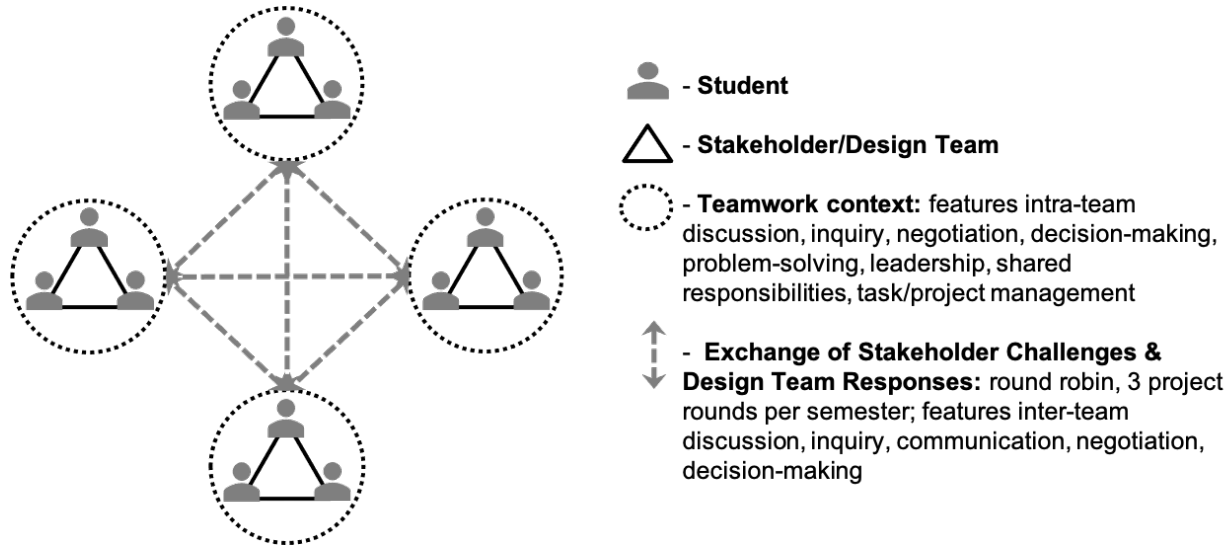 - Student
- Stakeholder/Design Team
- Teamwork context: features intra-team
discussion, inquiry, negotiation, decision-making,
problem-solving, leadership, shared
responsibilities, task/project management
- Exchange of Stakeholder Challenges &
Design Team Responses: round robin, 3 project
rounds per semester; features inter-team
discussion, inquiry, communication, negotiation,
decision-making